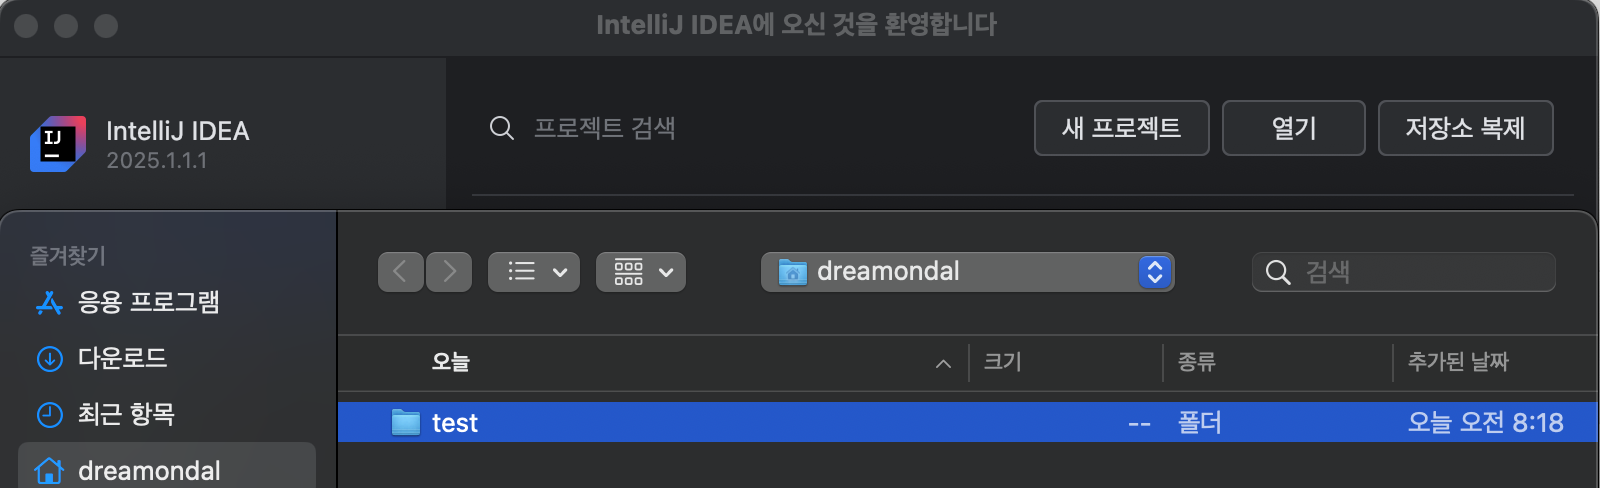 IntelliJ IDEA에 오신 것을 환영합니다
IJ
IntelliJ IDEA
2025.1.1.1
프로젝트 검색
새 프로젝트
열기
저장소 복제
즐겨찾기
응용 프로그램
다운로드
최근 항목
dreamondal
dreamondal
검색
오늘 크기 종류 추가된 날짜
test -- 폴더 오늘 오전 8:18